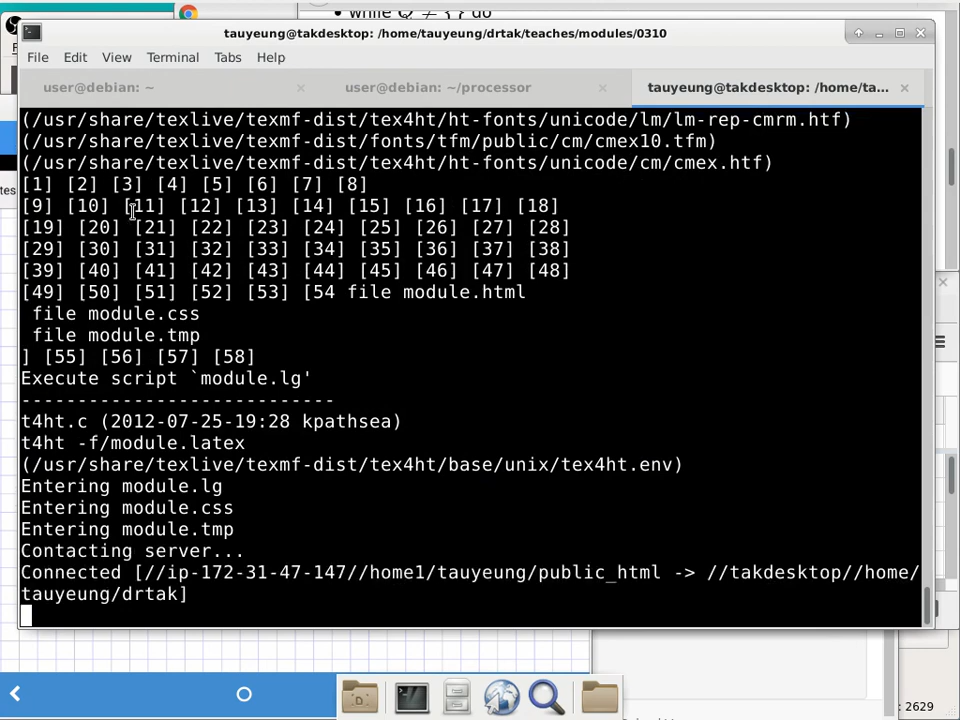 • while Q ≠ { } do
tauyeung@takdesktop: /home/tauyeung/drtak/teaches/modules/0310
File Edit View Terminal Tabs Help
user@debian: ~ user@debian: ~/processor tauyeung@takdesktop: /home/ta...
(/usr/share/texlive/texmf-dist/tex4ht/ht-fonts/unicode/lm/lm-rep-cmrm.htf)
(/usr/share/texlive/texmf-dist/fonts/tfm/public/cm/cmex10.tfm)
(/usr/share/texlive/texmf-dist/tex4ht/ht-fonts/unicode/cm/cmex.htf)
[1] [2] [3] [4] [5] [6] [7] [8]
[9] [10] [11] [12] [13] [14] [15] [16] [17] [18]
[19] [20] [21] [22] [23] [24] [25] [26] [27] [28]
[29] [30] [31] [32] [33] [34] [35] [36] [37] [38]
[39] [40] [41] [42] [43] [44] [45] [46] [47] [48]
[49] [50] [51] [52] [53] [54 file module.html
file module.css
file module.tmp
] [55] [56] [57] [58]
Execute script `module.lg'
----------------------------
t4ht.c (2012-07-25-19:28 kpathsea)
t4ht -f/module.latex
(/usr/share/texlive/texmf-dist/tex4ht/base/unix/tex4ht.env)
Entering module.lg
Entering module.css
Entering module.tmp
Contacting server...
Connected [//ip-172-31-47-147//home1/tauyeung/public_html -> //takdesktop//home/
tauyeung/drtak]
: 2629